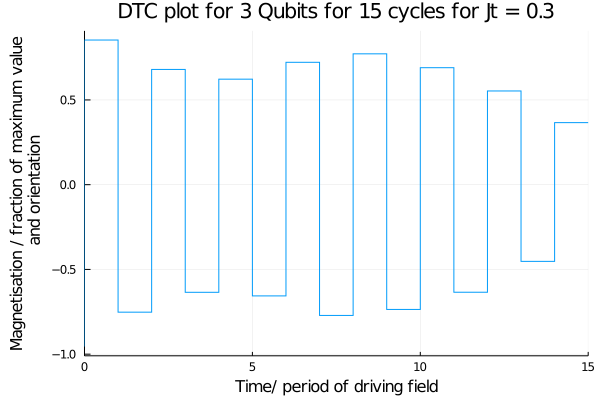 DTC plot for 3 Qubits for 15 cycles for Jt = 0.3
Magnetisation / fraction of maximum value
and orientation
0.5
0.0
−0.5
−1.0
0
5
10
15
Time/ period of driving field